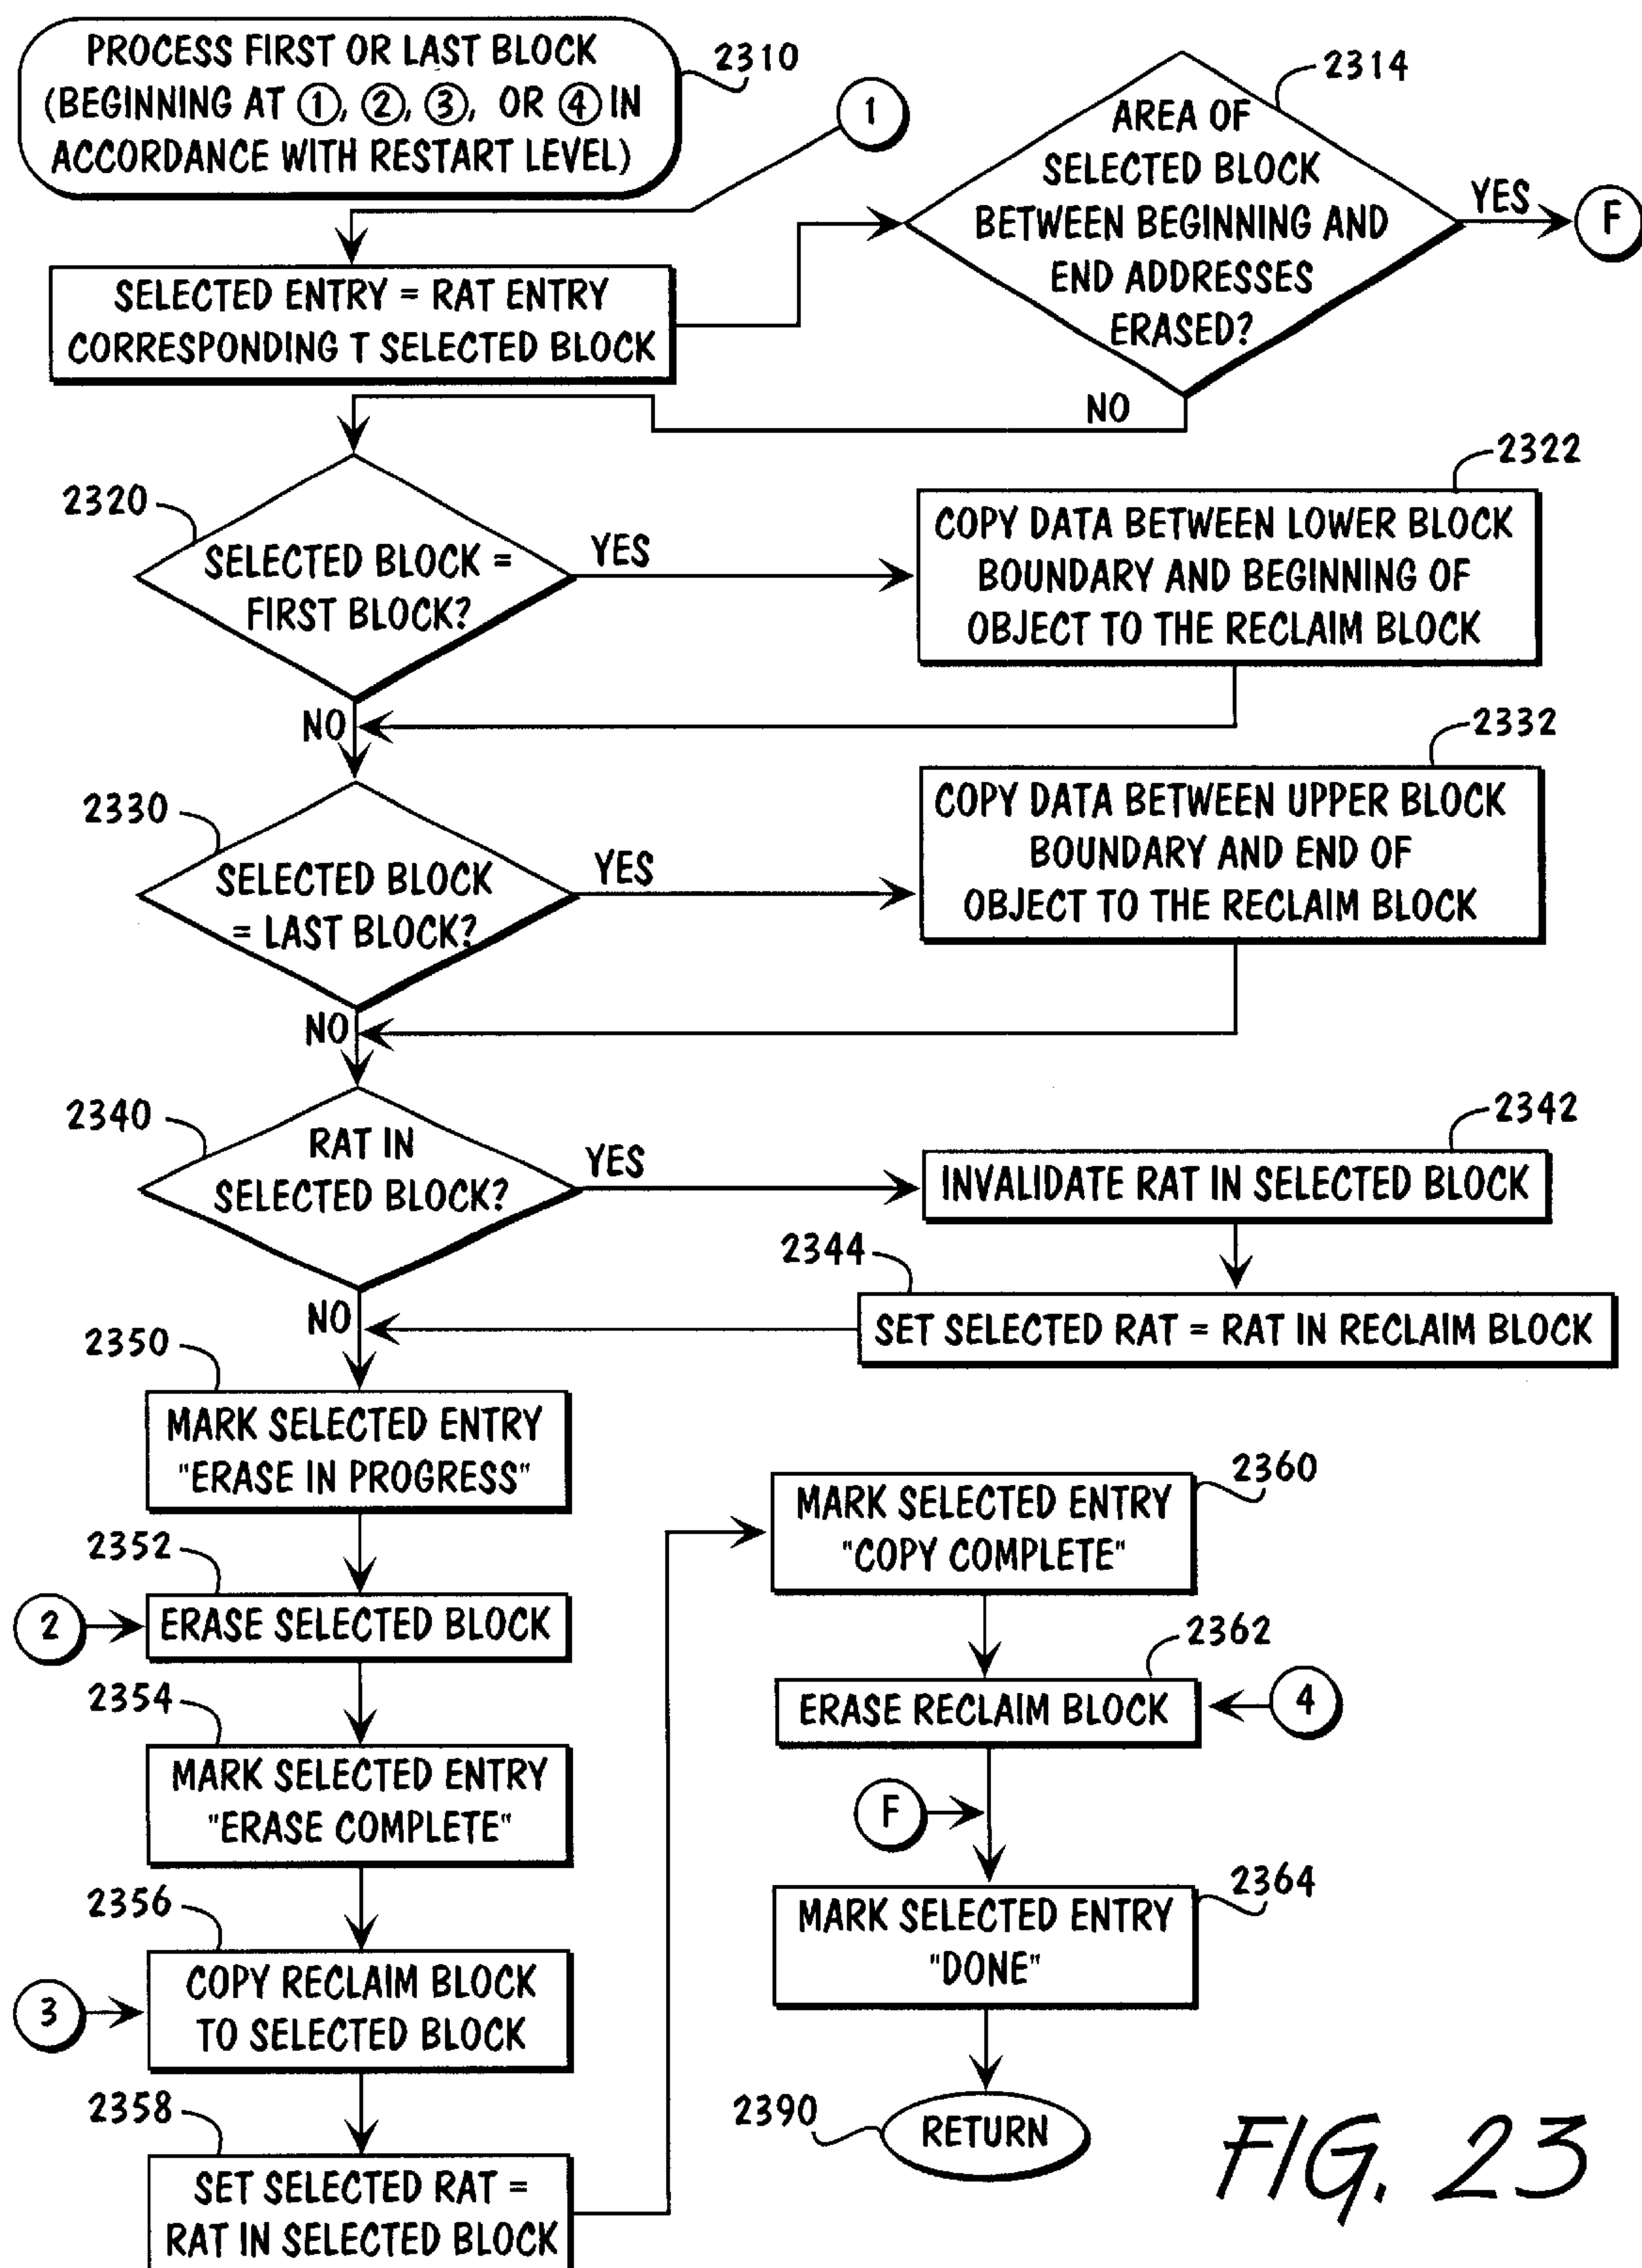 PROCESS FIRST OR LAST BLOCK
(BEGINNING AT ①, ②, ③, OR ④ IN
ACCORDANCE WITH RESTART LEVEL)
2310
1
2314
AREA OF
SELECTED BLOCK
BETWEEN BEGINNING AND
END ADDRESSES
ERASED?
YES
F
SELECTED ENTRY = RAT ENTRY
CORRESPONDING T SELECTED BLOCK
NO
2320
SELECTED BLOCK =
FIRST BLOCK?
YES
2322
COPY DATA BETWEEN LOWER BLOCK
BOUNDARY AND BEGINNING OF
OBJECT TO THE RECLAIM BLOCK
NO
2330
SELECTED BLOCK
= LAST BLOCK?
YES
2332
COPY DATA BETWEEN UPPER BLOCK
BOUNDARY AND END OF
OBJECT TO THE RECLAIM BLOCK
NO
2340
RAT IN
SELECTED BLOCK?
YES
2342
INVALIDATE RAT IN SELECTED BLOCK
2344
SET SELECTED RAT = RAT IN RECLAIM BLOCK
NO
2350
MARK SELECTED ENTRY
"ERASE IN PROGRESS"
2352
2
ERASE SELECTED BLOCK
2354
MARK SELECTED ENTRY
"ERASE COMPLETE"
2356
3
COPY RECLAIM BLOCK
TO SELECTED BLOCK
2358
SET SELECTED RAT =
RAT IN SELECTED BLOCK
2360
MARK SELECTED ENTRY
"COPY COMPLETE"
2362
ERASE RECLAIM BLOCK
4
F
2364
MARK SELECTED ENTRY
"DONE"
2390
RETURN
FIG. 23